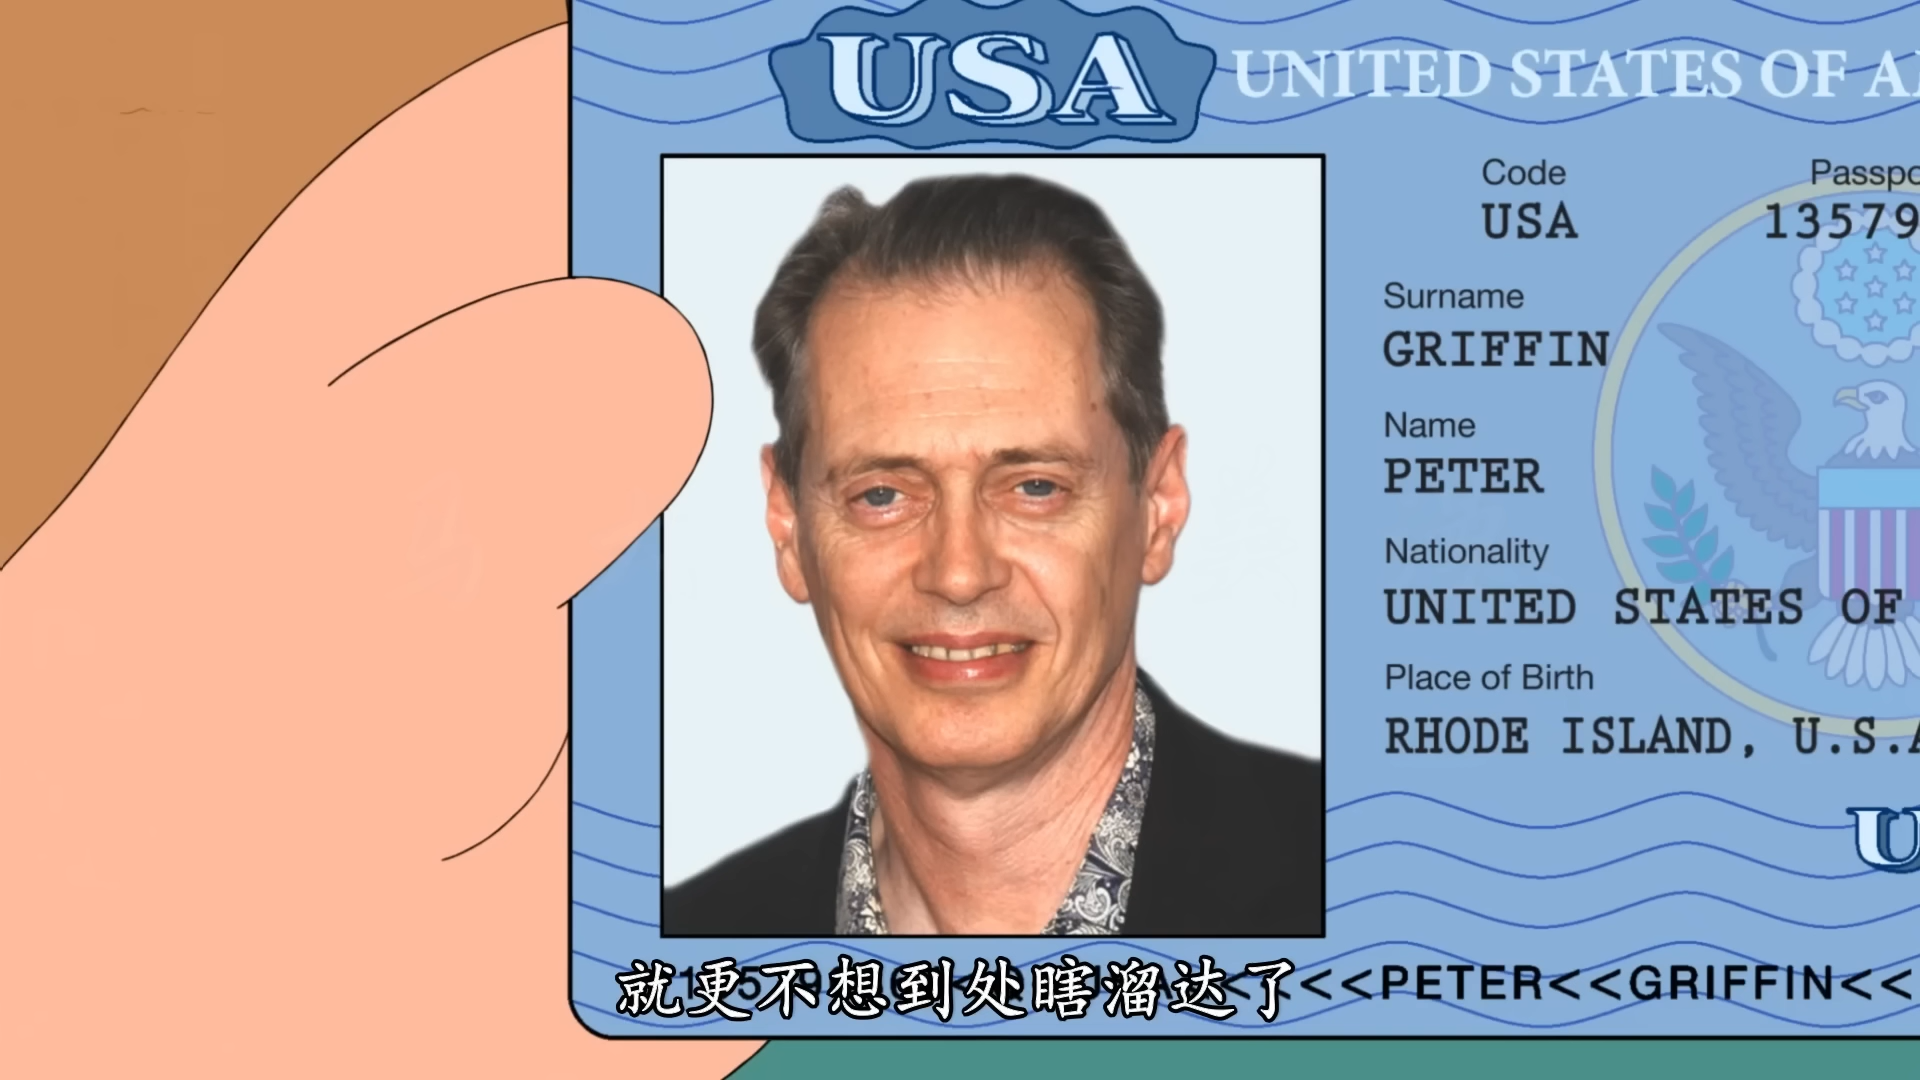 USA
UNITED STATES OF
Code
USA
13579
Surname
GRIFFIN
Name
PETER
Nationality
UNITED STATES OF
Place of Birth
RHODE ISLAND, U.S.
<<PETER<<GRIFFIN<<
就更不想到处瞎溜达了